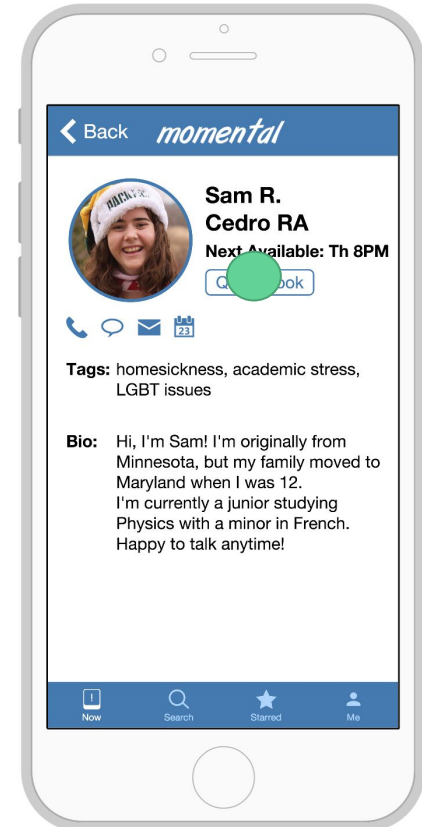 Back momental
PACKERS
Sam R.
Cedro RA
Next Available: Th 8PM
23
Tags: homesickness, academic stress,
LGBT issues
Bio: Hi, I'm Sam! I'm originally from
Minnesota, but my family moved to
Maryland when I was 12.
I'm currently a junior studying
Physics with a minor in French.
Happy to talk anytime!
Now Search Starred Me